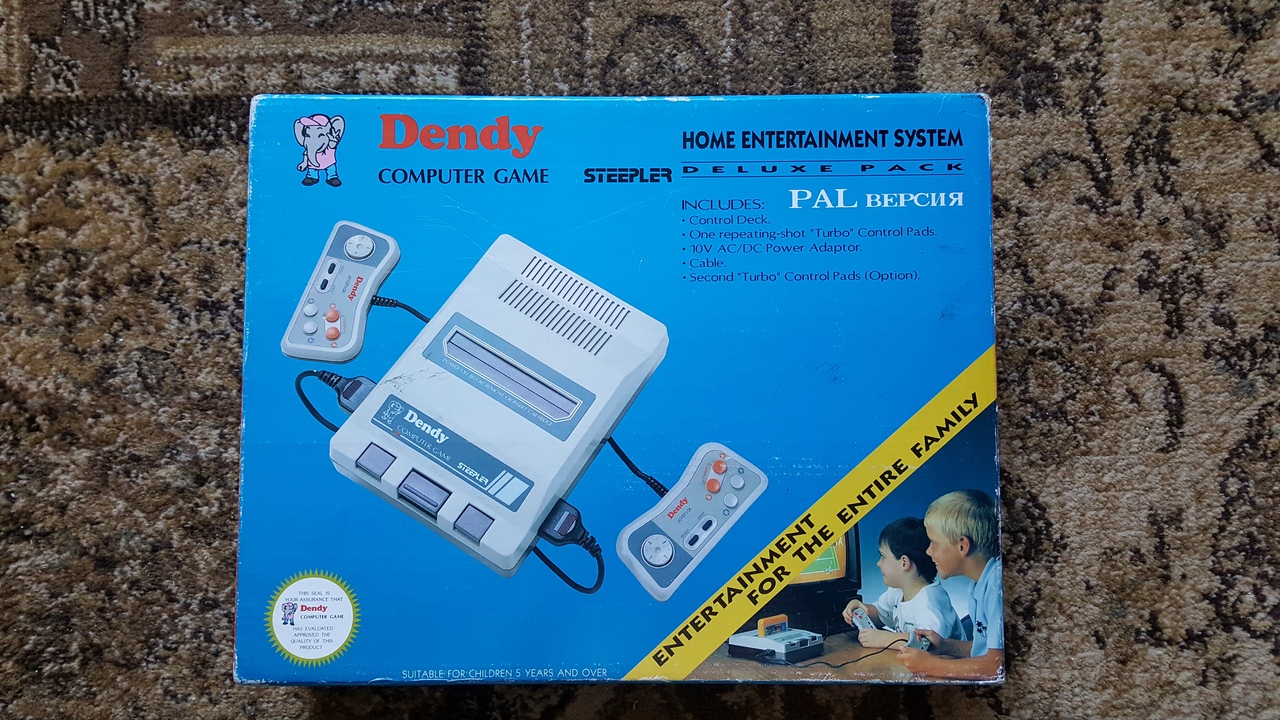 Dendy
COMPUTER GAME
STEEPLER
HOME ENTERTAINMENT SYSTEM
DELUXE PACK
INCLUDES:
PAL ВЕРСИЯ
• Control Deck.
• One repeating-shot "Turbo" Control Pads.
• 10V AC/DC Power Adaptor.
• Cable.
• Second "Turbo" Control Pads (Option).
Dendy
Dendy
COMPUTER GAME
STEEPLER
Dendy
ENTERTAINMENT
FOR THE ENTIRE FAMILY
THIS SEAL IS
YOUR ASSURANCE THAT
Dendy
COMPUTER GAME
HAS EVALUATED
APPROVED THE
QUALITY OF THIS
PRODUCT
SUITABLE FOR CHILDREN 5 YEARS AND OVER